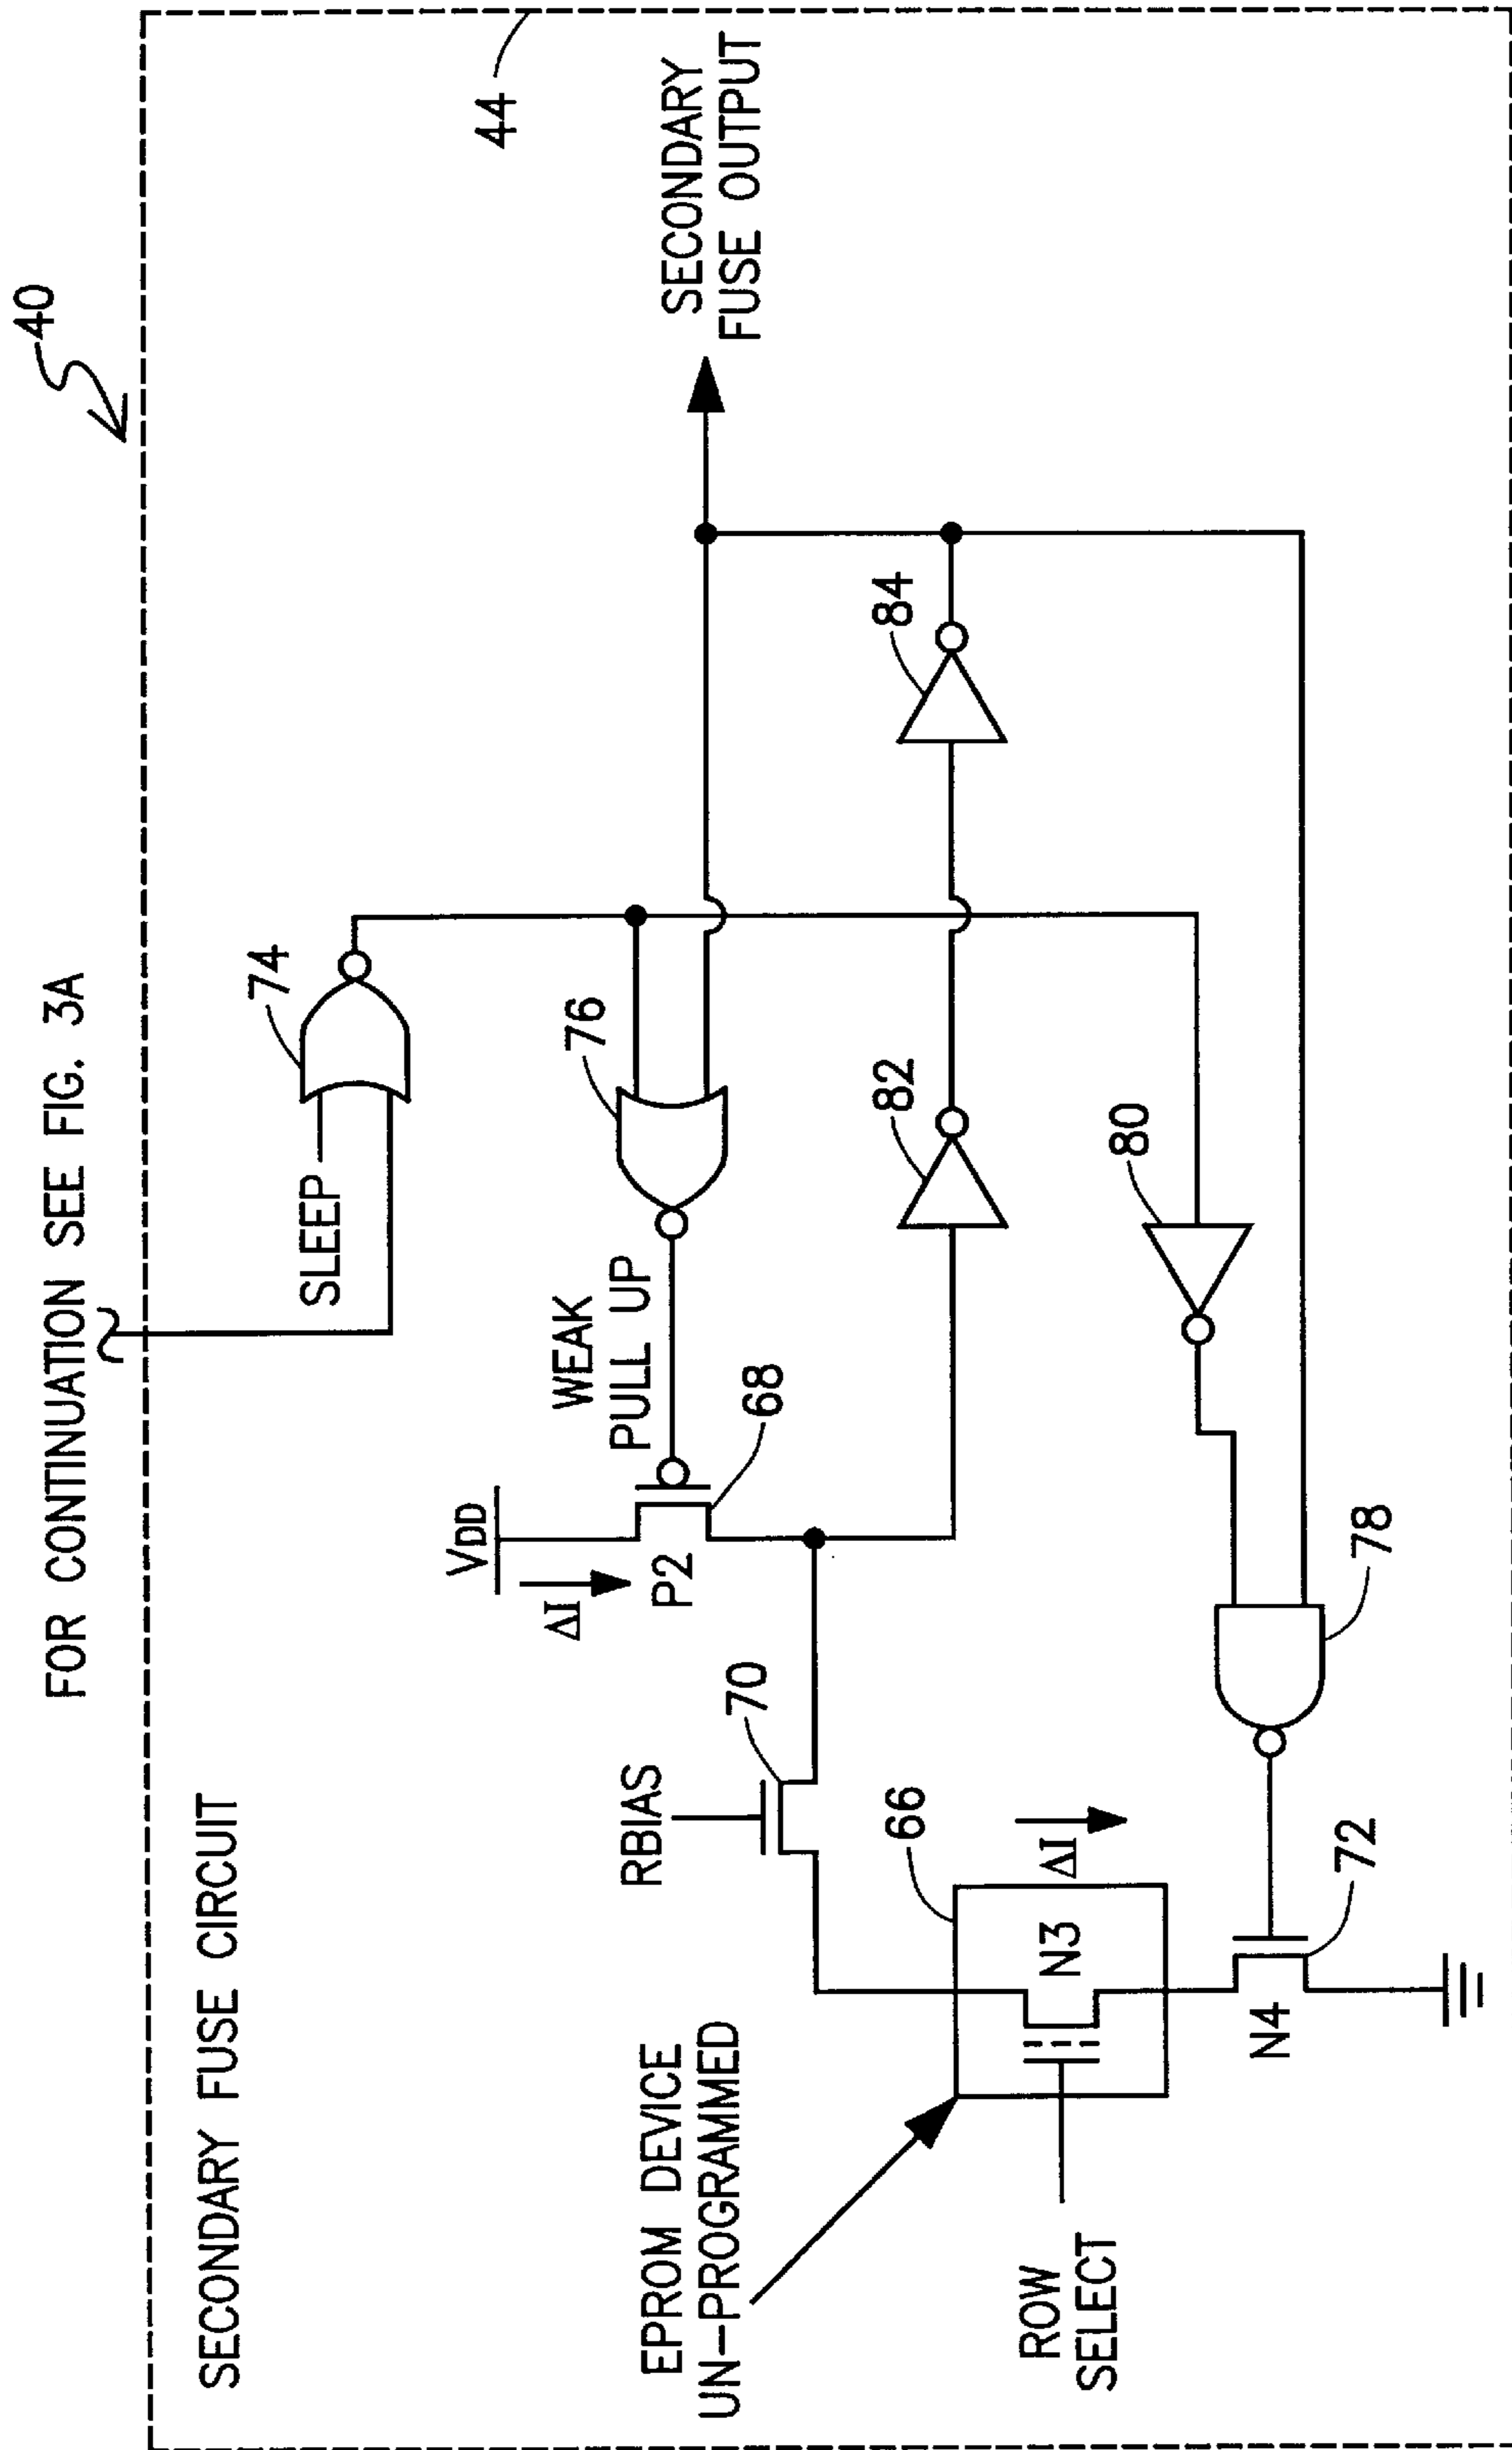 FOR CONTINUATION SEE FIG. 3A
40
SECONDARY FUSE CIRCUIT
44
74
SLEEP
VDD
ΔI
P2
WEAK
PULL UP
68
76
SECONDARY
FUSE OUTPUT
RBIAS
70
EPROM DEVICE
UN-PROGRAMMED
66
82
84
ROW
SELECT
N3
ΔI
80
N4
72
78